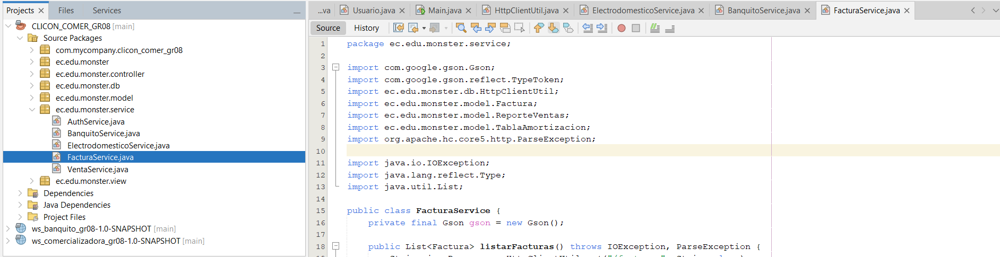 Projects
Files
Services
CLICON_COMER_GR08 [main]
Source Packages
com.mycompany.clicon_comer_gr08
ec.edu.monster
ec.edu.monster.controller
ec.edu.monster.db
ec.edu.monster.model
ec.edu.monster.service
AuthService.java
BanquitoService.java
ElectrodomesticoService.java
FacturaService.java
VentaService.java
ec.edu.monster.view
Dependencies
Java Dependencies
Project Files
ws_banquito_gr08-1.0-SNAPSHOT [main]
ws_comercializadora_gr08-1.0-SNAPSHOT [main]
...va
Usuario.java
Main.java
HttpClientUtil.java
ElectrodomesticoService.java
BanquitoService.java
FacturaService.java
Source
History
1 package ec.edu.monster.service;
2
3 import com.google.gson.Gson;
4 import com.google.gson.reflect.TypeToken;
5 import ec.edu.monster.db.HttpClientUtil;
6 import ec.edu.monster.model.Factura;
7 import ec.edu.monster.model.ReporteVentas;
8 import ec.edu.monster.model.TablaAmortizacion;
9 import org.apache.hc.core5.http.ParseException;
10
11 import java.io.IOException;
12 import java.lang.reflect.Type;
13 import java.util.List;
14
15 public class FacturaService {
16 private final Gson gson = new Gson();
17
18 public List<Factura> listarFacturas() throws IOException, ParseException {